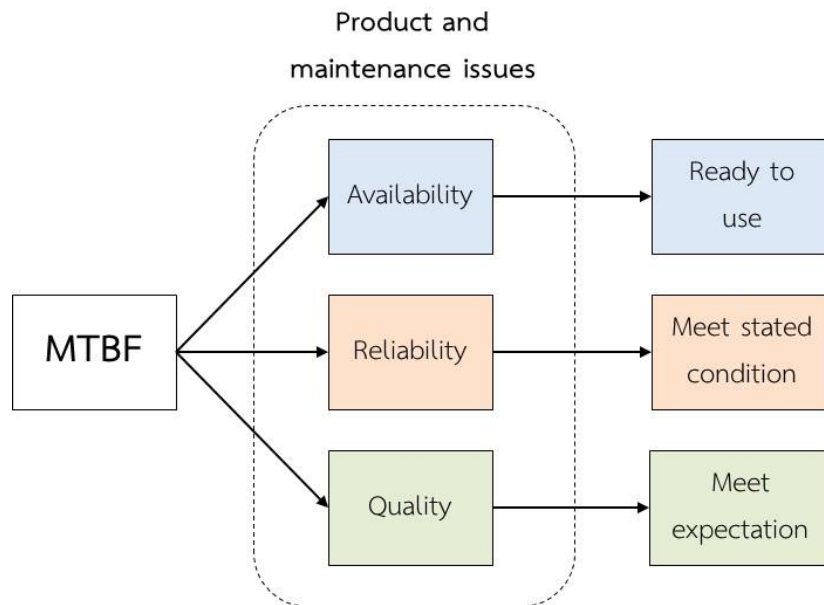 Product and
maintenance issues
Availability
Ready to
use
MTBF
Reliability
Meet stated
condition
Quality
Meet
expectation